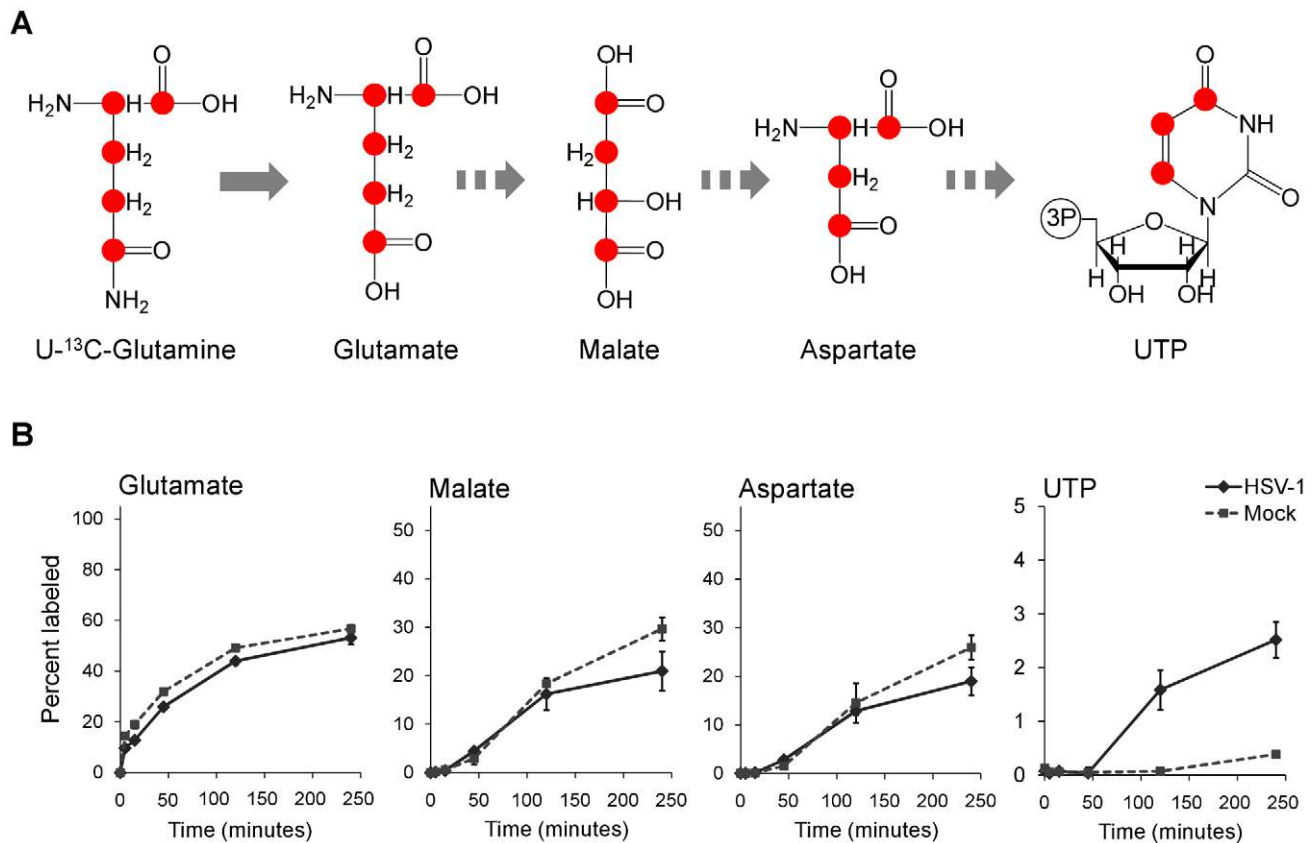 A
O
H₂N H OH
H₂
H₂
O
NH₂
U-¹³C-Glutamine
O
H₂N H OH
H₂
H₂
O
OH
Glutamate
OH
O
H₂
H OH
O
OH
Malate
O
H₂N H OH
H₂
O
OH
Aspartate
O
NH
N O
3P O
H H H H
OH OH
UTP
B
Glutamate
Percent labeled
100
80
60
40
20
0
0 50 100 150 200 250
Time (minutes)
Malate
50
40
30
20
10
0
0 50 100 150 200 250
Time (minutes)
Aspartate
50
40
30
20
10
0
0 50 100 150 200 250
Time (minutes)
UTP
HSV-1
Mock
5
4
3
2
1
0
0 50 100 150 200 250
Time (minutes)